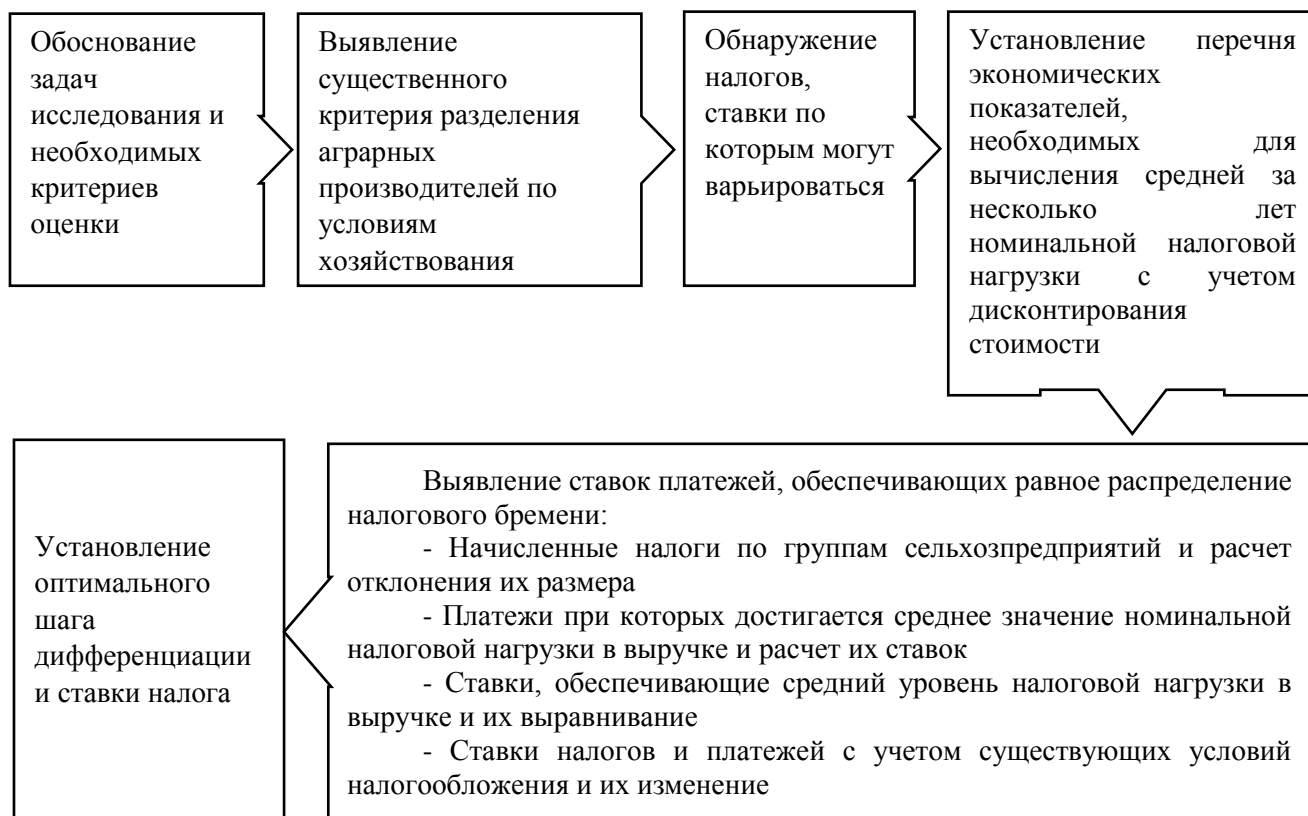 Обоснование
задач
исследования и
необходимых
критериев
оценки
Выявление
существенного
критерия разделения
аграрных
производителей по
условиям
хозяйствования
Обнаружение
налогов,
ставки по
которым могут
варьироваться
Установление перечня
экономических
показателей,
необходимых для
вычисления средней за
несколько лет
номинальной налоговой
нагрузки с учетом
дисконтирования
стоимости
Выявление ставок платежей, обеспечивающих равное распределение
налогового бремени:
- Начисленные налоги по группам сельхозпредприятий и расчет
отклонения их размера
- Платежи при которых достигается среднее значение номинальной
налоговой нагрузки в выручке и расчет их ставок
- Ставки, обеспечивающие средний уровень налоговой нагрузки в
выручке и их выравнивание
- Ставки налогов и платежей с учетом существующих условий
налогообложения и их изменение
Установление
оптимального
шага
дифференциации
и ставки налога